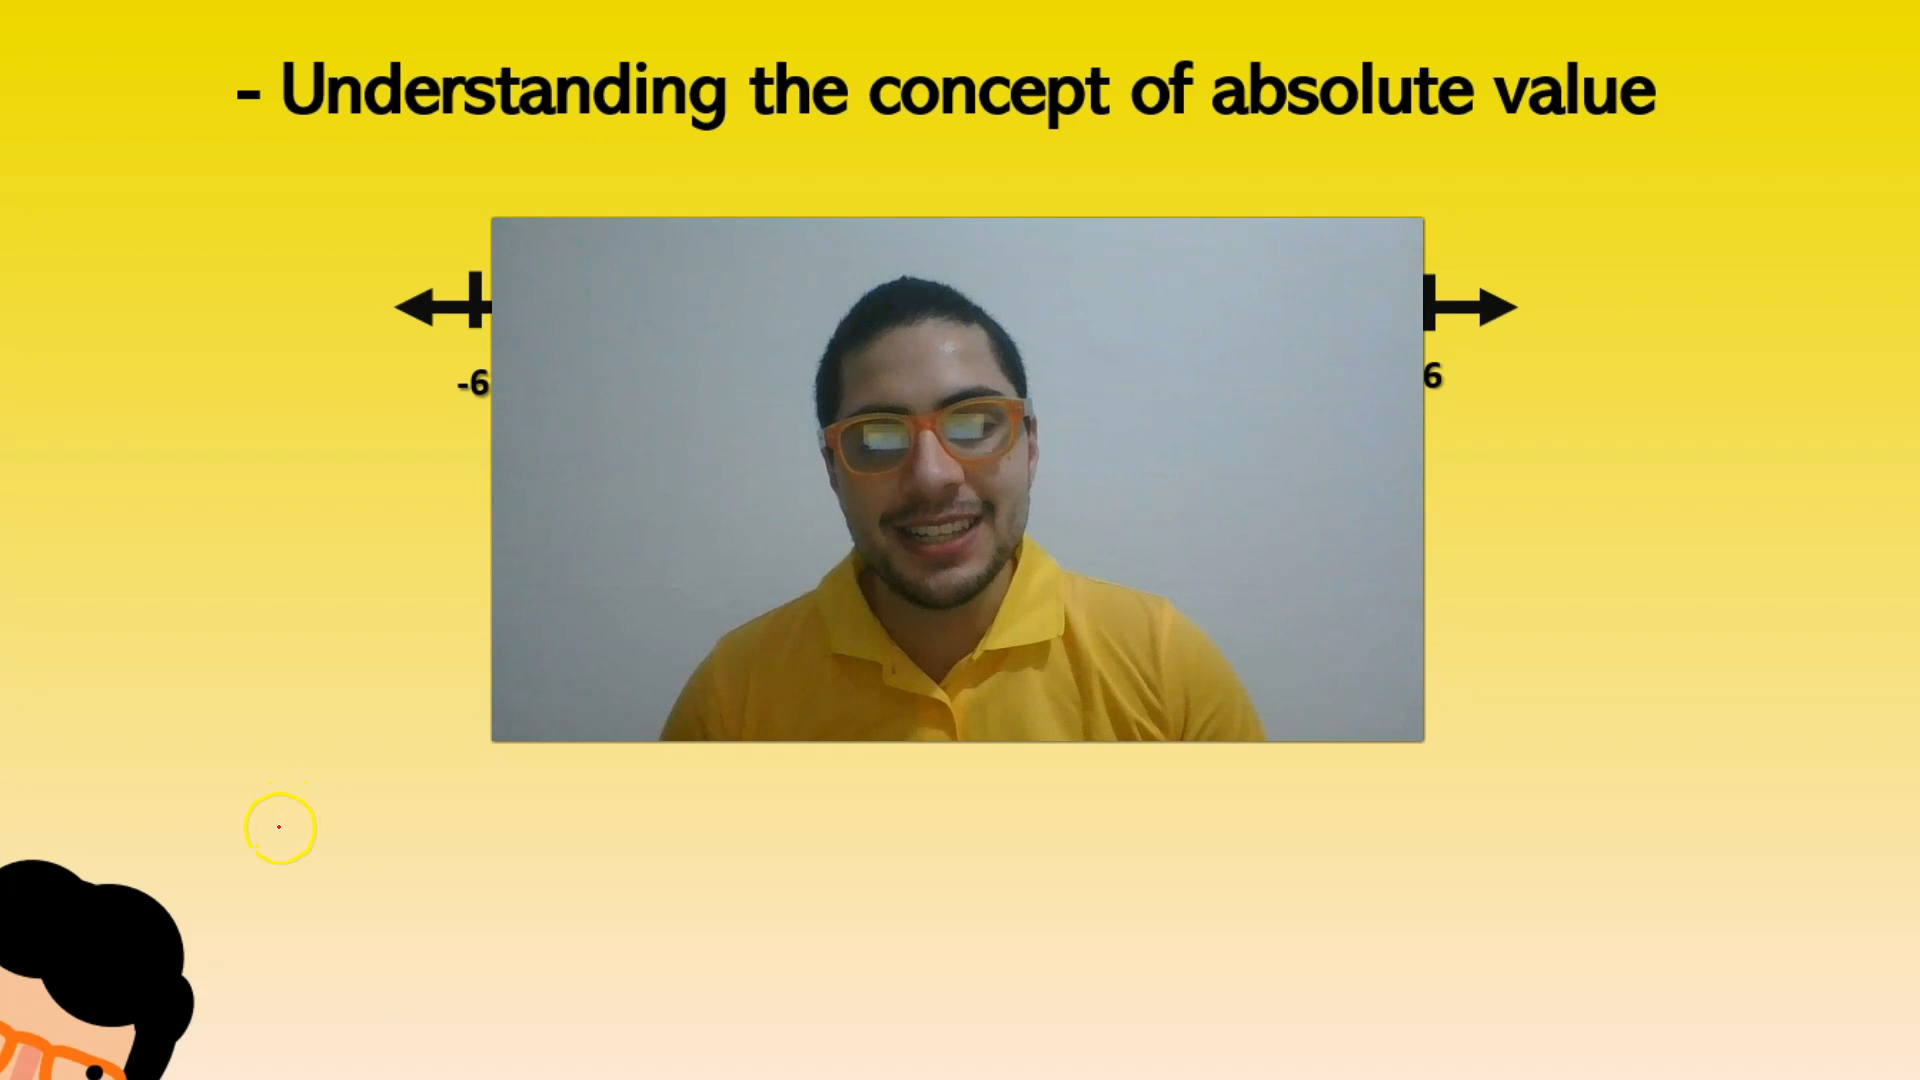 - Understanding the concept of absolute value
-6
6